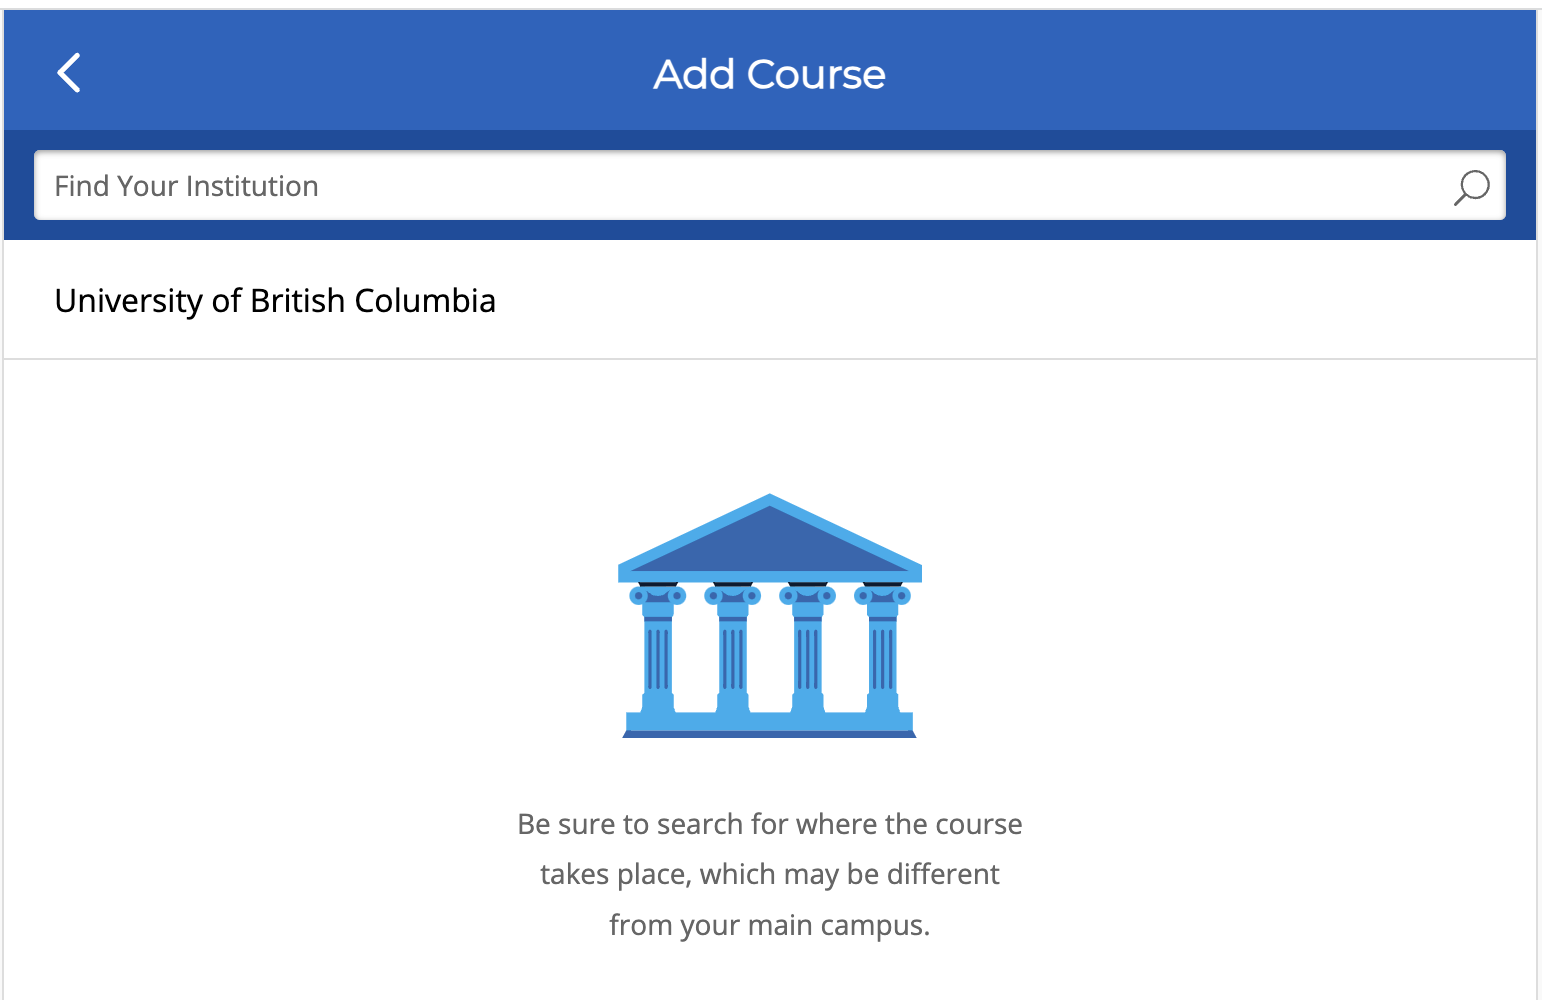 Add Course
Find Your Institution
University of British Columbia
Be sure to search for where the course
takes place, which may be different
from your main campus.